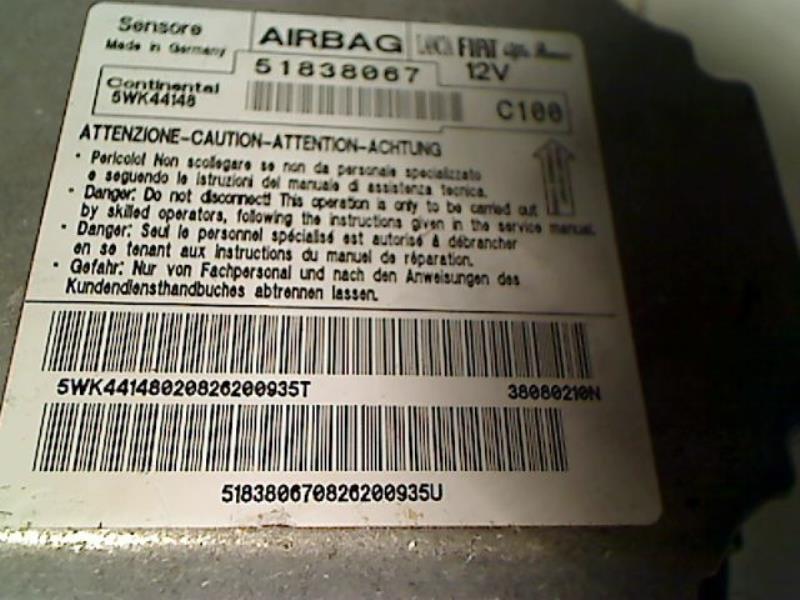 Sensore
Made in Germany
AIRBAG
LANCIA FIAT Alfa Romeo
51838067
12V
Continental
5WK44148
C100
ATTENZIONE-CAUTION-ATTENTION-ACHTUNG
• Pericolo! Non scollegare se non da personale specializzato
e seguendo le istruzioni del manuale di assistenza tecnica.
• Danger: Do not disconnect! This operation is only to be carried out
by skilled operators, following the instructions given in the service manual.
• Danger: Seul le personnel spécialisé est autorisé à débrancher
en se tenant aux instructions du manuel de réparation.
• Gefahr: Nur von Fachpersonal und nach den Anweisungen des
Kundendiensthandbuches abtrennen lassen.
5WK44148020826200935T
38080210N
518380670826200935U